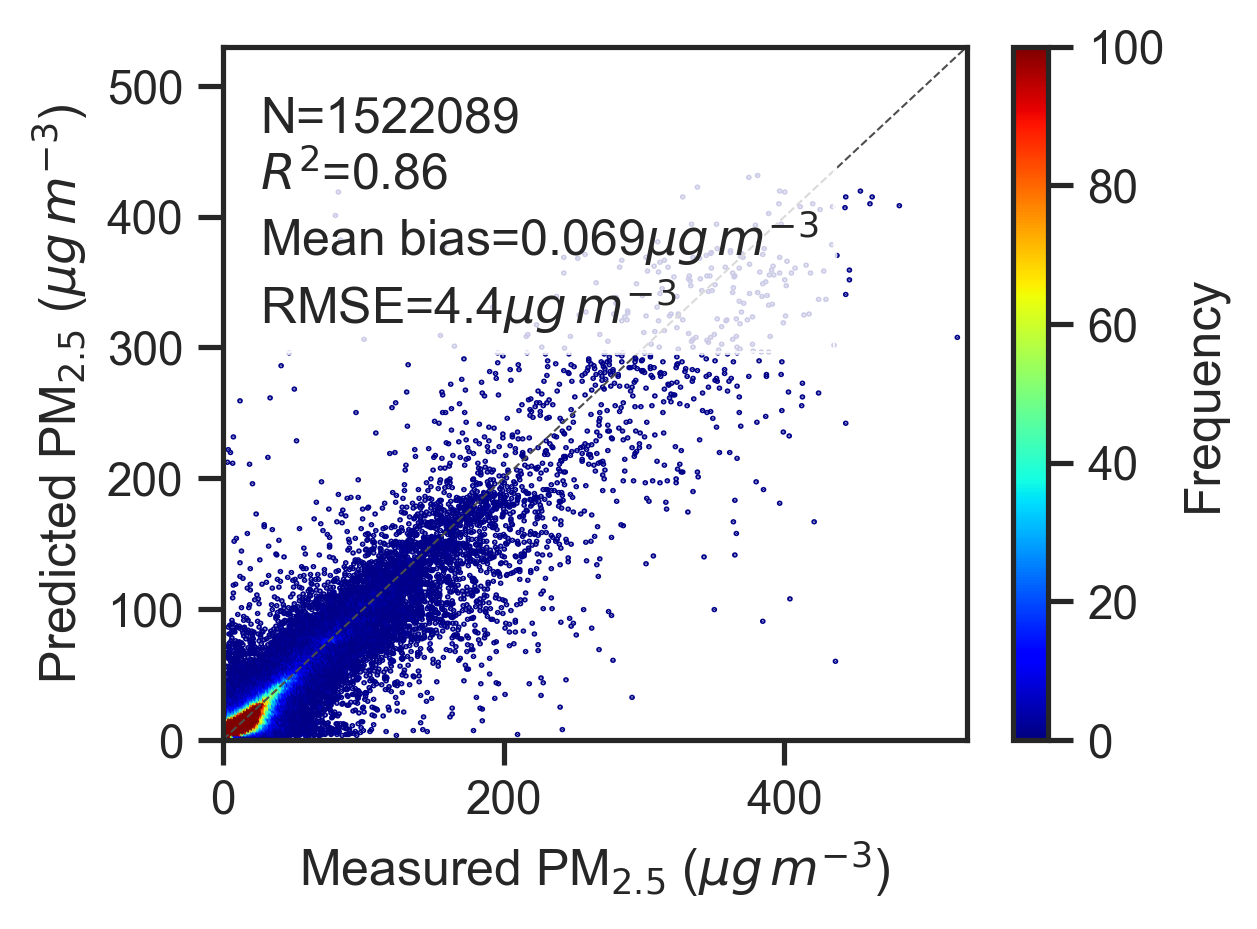 N=1522089
R²=0.86
Mean bias=0.069μg m⁻³
RMSE=4.4μg m⁻³
Predicted PM₂.₅ (μg m⁻³)
500
400
300
200
100
0
0
200
400
Measured PM₂.₅ (μg m⁻³)
100
80
60
40
20
0
Frequency